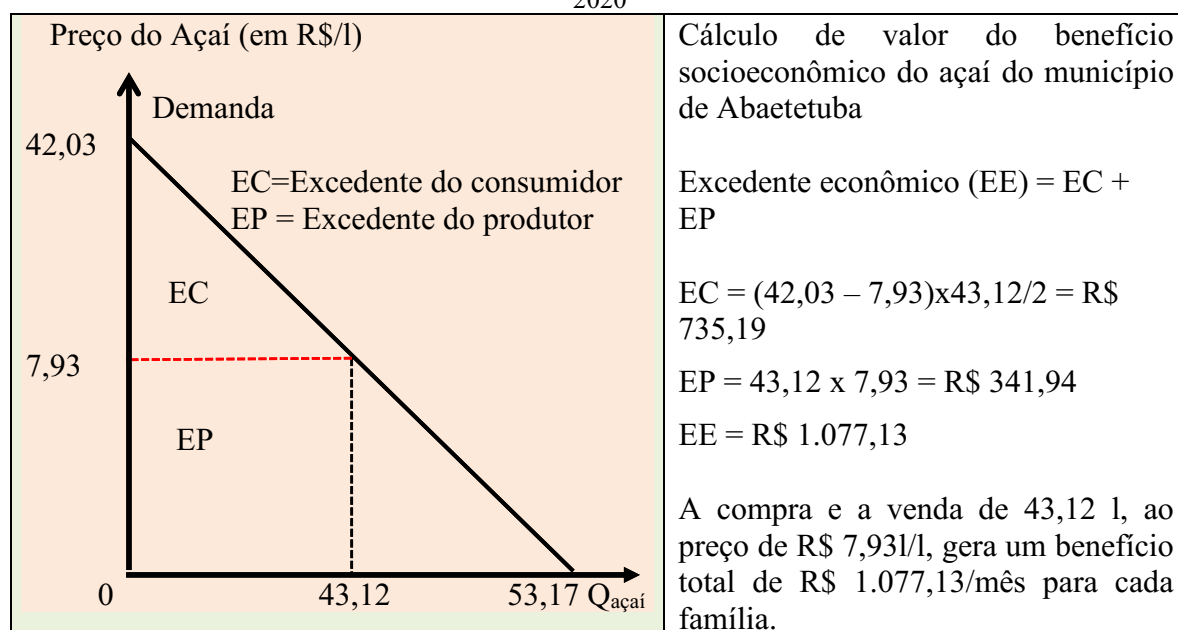 2020
Preço do Açaí (em R$/l)
Demanda
42,03
EC=Excedente do consumidor
EP = Excedente do produtor
EC
7,93
EP
0
43,12
53,17 Qaçaí
Cálculo de valor do benefício
socioeconômico do açaí do município
de Abaetetuba
Excedente econômico (EE) = EC +
EP
EC = (42,03 – 7,93)x43,12/2 = R$
735,19
EP = 43,12 x 7,93 = R$ 341,94
EE = R$ 1.077,13
A compra e a venda de 43,12 l, ao
preço de R$ 7,93l/l, gera um benefício
total de R$ 1.077,13/mês para cada
família.